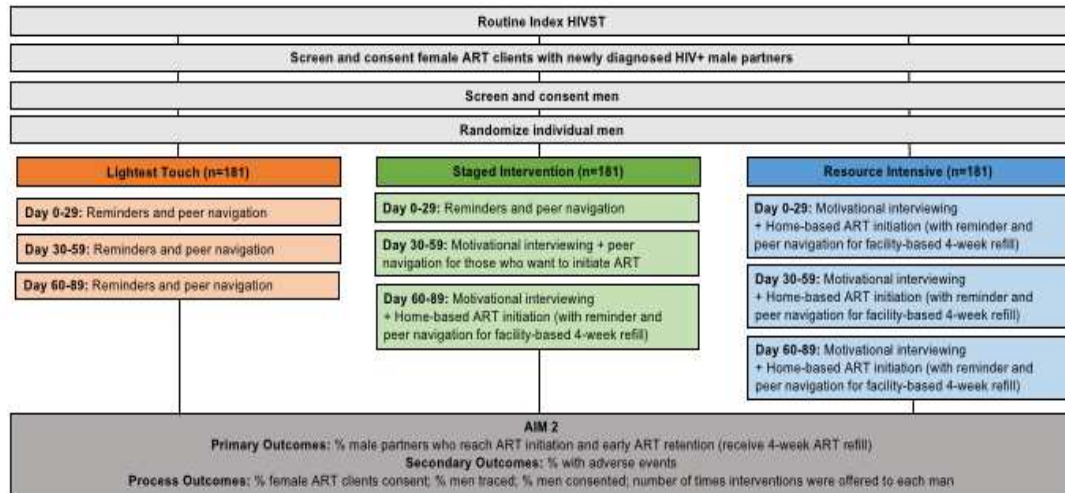 Routine Index HIVST
Screen and consent female ART clients with newly diagnosed HIV+ male partners
Screen and consent men
Randomize individual men
Lightest Touch (n=181)
Day 0-29: Reminders and peer navigation
Day 30-59: Reminders and peer navigation
Day 60-89: Reminders and peer navigation
Staged Intervention (n=181)
Day 0-29: Reminders and peer navigation
Day 30-59: Motivational interviewing + peer
navigation for those who want to initiate ART
Day 60-89: Motivational interviewing
+ Home-based ART initiation (with reminder and
peer navigation for facility-based 4-week refill)
Resource Intensive (n=181)
Day 0-29: Motivational interviewing
+ Home-based ART initiation (with reminder and
peer navigation for facility-based 4-week refill)
Day 30-59: Motivational interviewing
+ Home-based ART initiation (with reminder and
peer navigation for facility-based 4-week refill)
Day 60-89: Motivational interviewing
+ Home-based ART initiation (with reminder and
peer navigation for facility-based 4-week refill)
AIM 2
Primary Outcomes: % male partners who reach ART initiation and early ART retention (receive 4-week ART refill)
Secondary Outcomes: % with adverse events
Process Outcomes: % female ART clients consent; % men traced; % men consented; number of times interventions were offered to each man